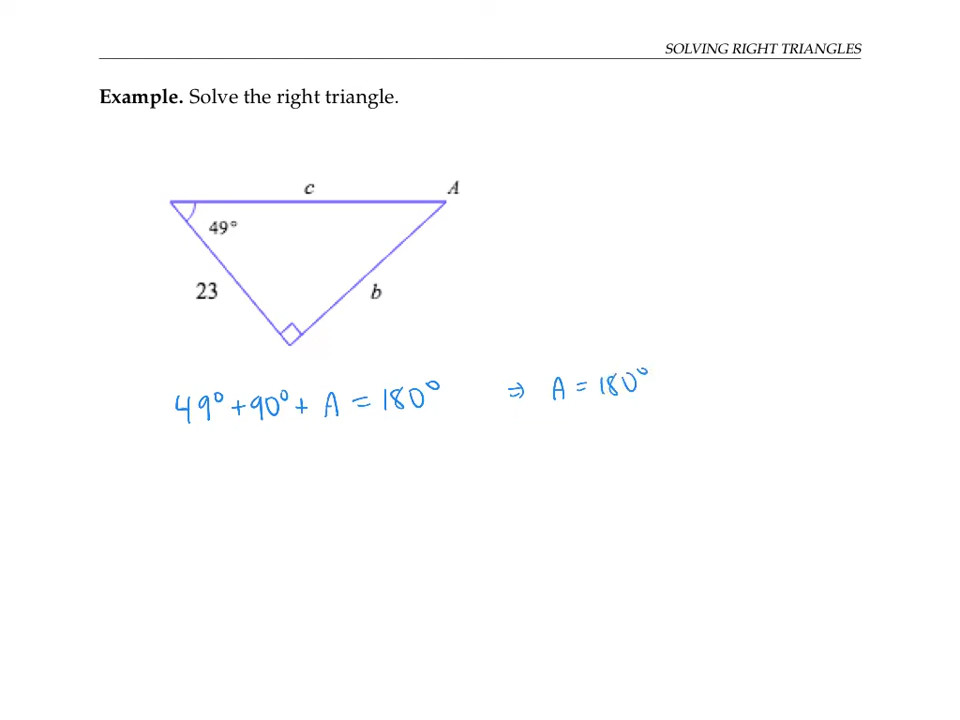 SOLVING RIGHT TRIANGLES
Example. Solve the right triangle.
c
A
49°
23
b
49° + 90° + A = 180° ⇒ A = 180°